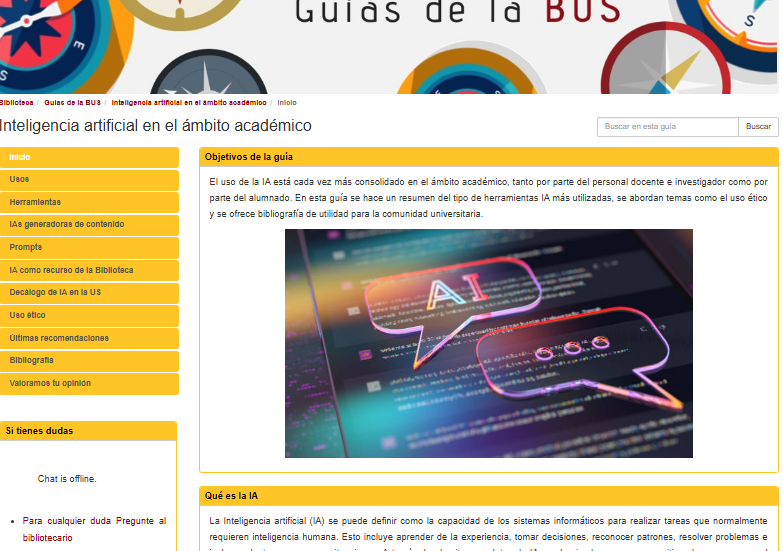 Guías de la BUS
Biblioteca / Guías de la BUS / Inteligencia artificial en el ámbito académico / Inicio
Inteligencia artificial en el ámbito académico
Buscar en esta guía
Buscar
Inicio
Usos
Herramientas
IAs generadoras de contenido
Prompts
IA como recurso de la Biblioteca
Decálogo de IA en la US
Uso ético
Últimas recomendaciones
Bibliografía
Valoramos tu opinión
Si tienes dudas
Chat is offline.
Para cualquier duda Pregunte al
bibliotecario
Objetivos de la guía
El uso de la IA está cada vez más consolidado en el ámbito académico, tanto por parte del personal docente e investigador como por
parte del alumnado. En esta guía se hace un resumen del tipo de herramientas IA más utilizadas, se abordan temas como el uso ético
y se ofrece bibliografía de utilidad para la comunidad universitaria.
AI
Qué es la IA
La Inteligencia artificial (IA) se puede definir como la capacidad de los sistemas informáticos para realizar tareas que normalmente
requieren inteligencia humana. Esto incluye aprender de la experiencia, tomar decisiones, reconocer patrones, resolver problemas e